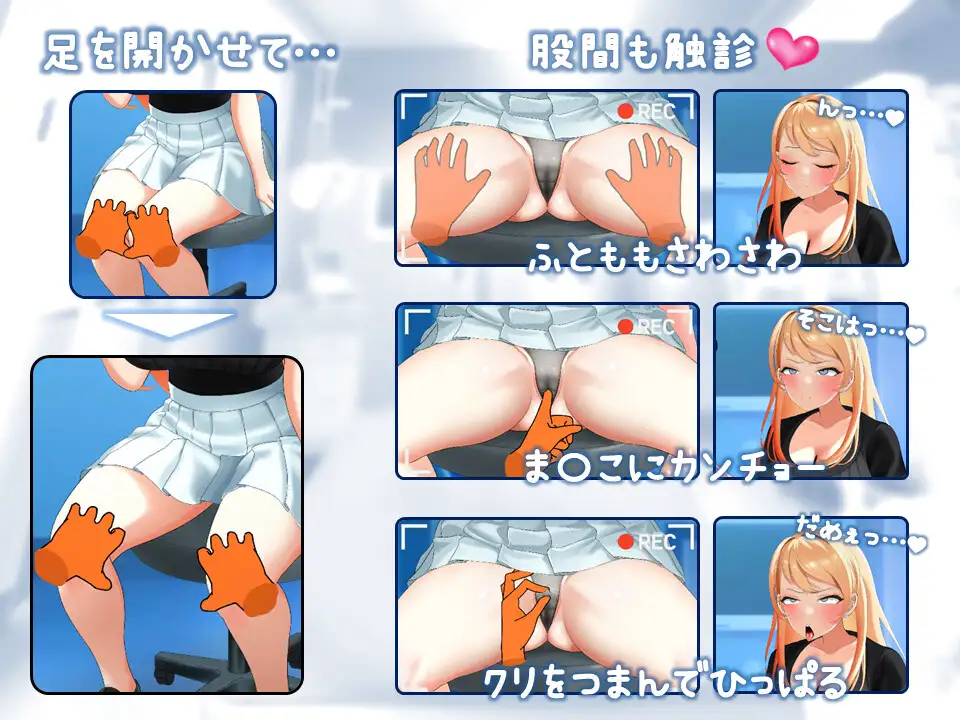 足を開かせて…
股間も触診
REC
んっ…
ふとももさわさわ
REC
そこはっ…
ま〇こにカンチョー
REC
だめぇっ…
クリをつまんでひっぱる